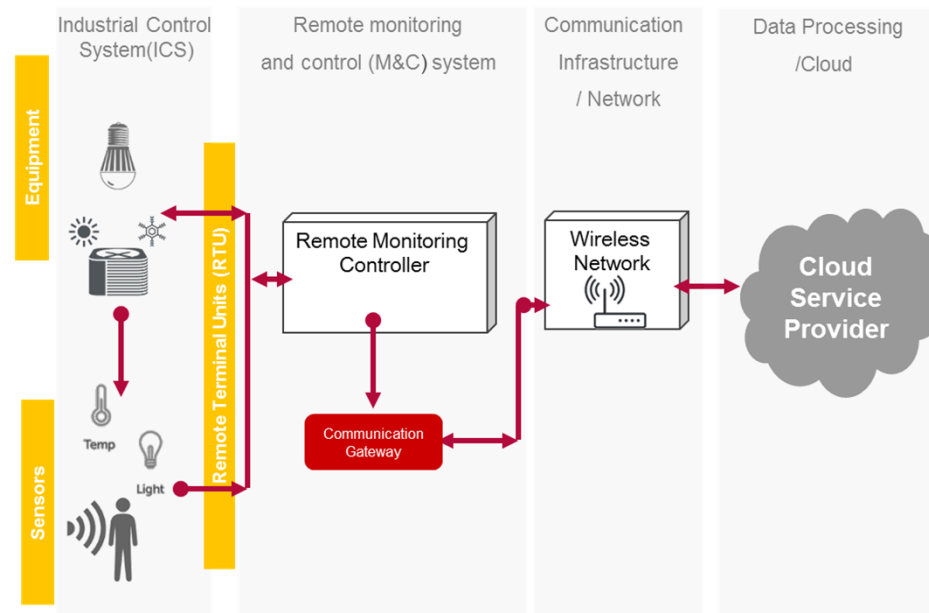 Industrial Control
System(ICS)
Remote monitoring
and control (M&C) system
Communication
Infrastructure
/ Network
Data Processing
/Cloud
Equipment
Remote Terminal Units (RTU)
Remote Monitoring
Controller
Wireless
Network
Cloud
Service
Provider
Temp
Light
Communication
Gateway
Sensors